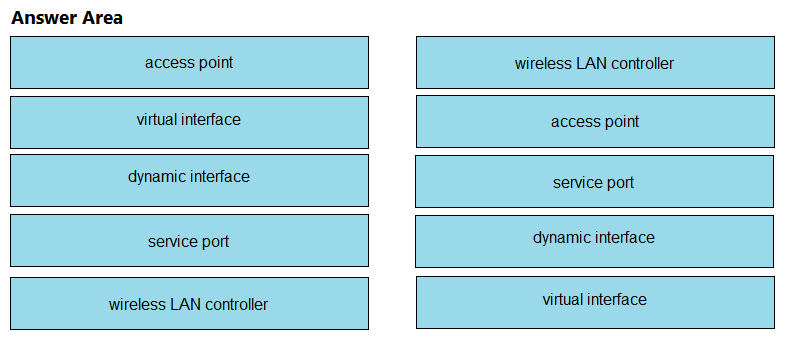 Answer Area
access point
virtual interface
dynamic interface
service port
wireless LAN controller
wireless LAN controller
access point
service port
dynamic interface
virtual interface